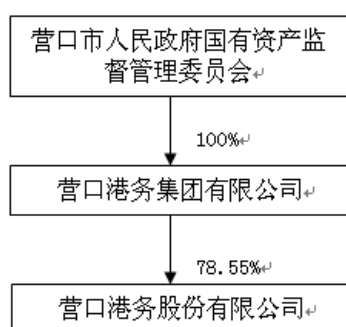 营口市人民政府国有资产监
督管理委员会
100%
营口港务集团有限公司
78.55%
营口港务股份有限公司